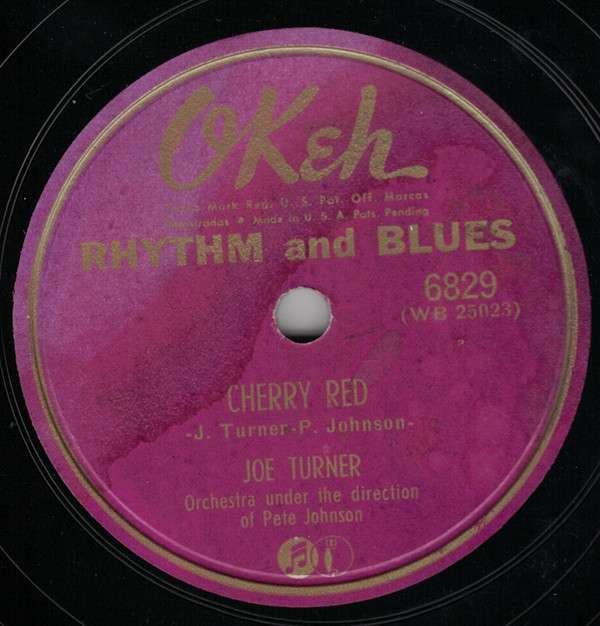 OKeh
Trade Mark Reg. U. S. Pat. Off. Marcas
Registradas • Made in U. S. A. Pats. Pending
RHYTHM and BLUES
6829
(WB 25023)
CHERRY RED
-J. Turner-P. Johnson-
JOE TURNER
Orchestra under the direction
of Pete Johnson
CBS